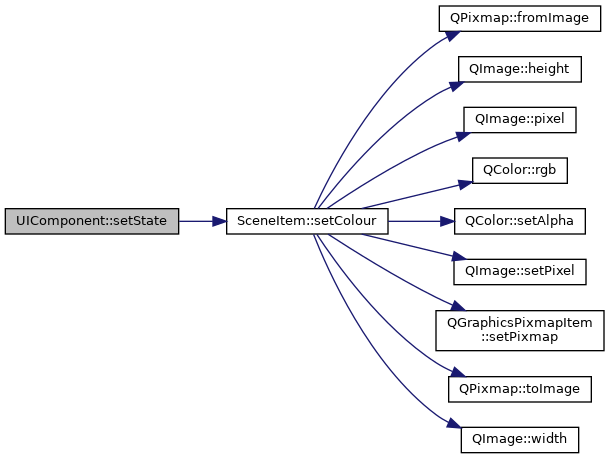 QPixmap::fromImage
QImage::height
QImage::pixel
QColor::rgb
UIComponent::setState
SceneItem::setColour
QColor::setAlpha
QImage::setPixel
QGraphicsPixmapItem
::setPixmap
QPixmap::toImage
QImage::width